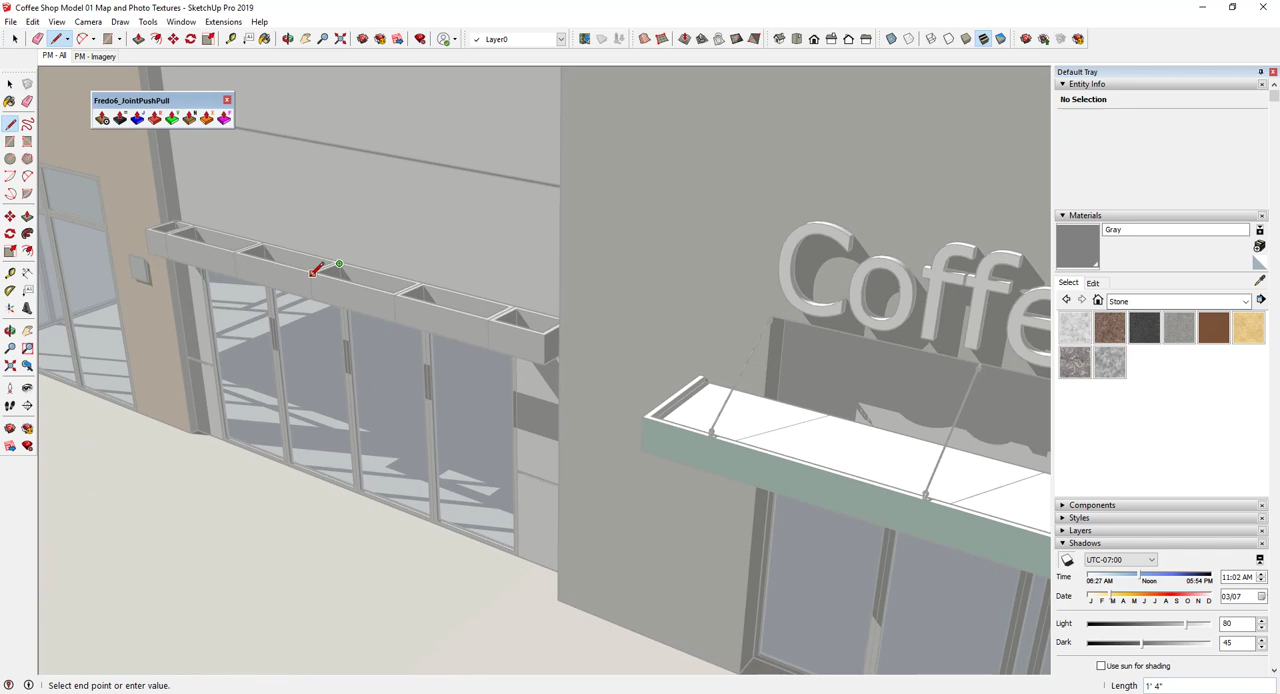 Coffee Shop Model 01 Map and Photo Textures - SketchUp Pro 2019
File Edit View Camera Draw Tools Window Extensions Help
Layer0
PM - All PM - Imagery
Default Tray
Entity Info
No Selection
Fredo6_JointPushPull
Materials
Gray
Select Edit
Stone
Coffe
Components
Styles
Layers
Shadows
UTC-07:00
Time 06:27 AM Noon 05:54 PM 11:02 AM
Date J F M A M J J A S O N D 03/07
Light 80
Dark 45
Use sun for shading
Select end point or enter value. Length 1' 4"